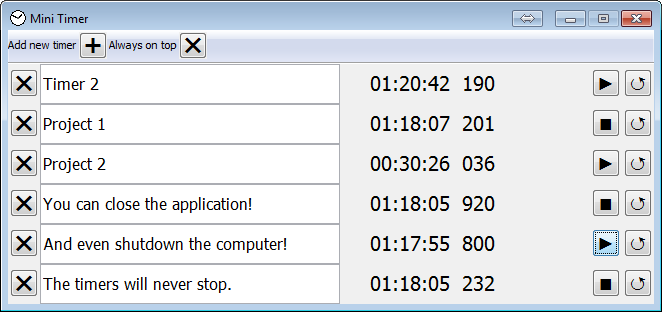 Mini Timer
Add new timer Always on top
Timer 2 01:20:42 190
Project 1 01:18:07 201
Project 2 00:30:26 036
You can close the application! 01:18:05 920
And even shutdown the computer! 01:17:55 800
The timers will never stop. 01:18:05 232